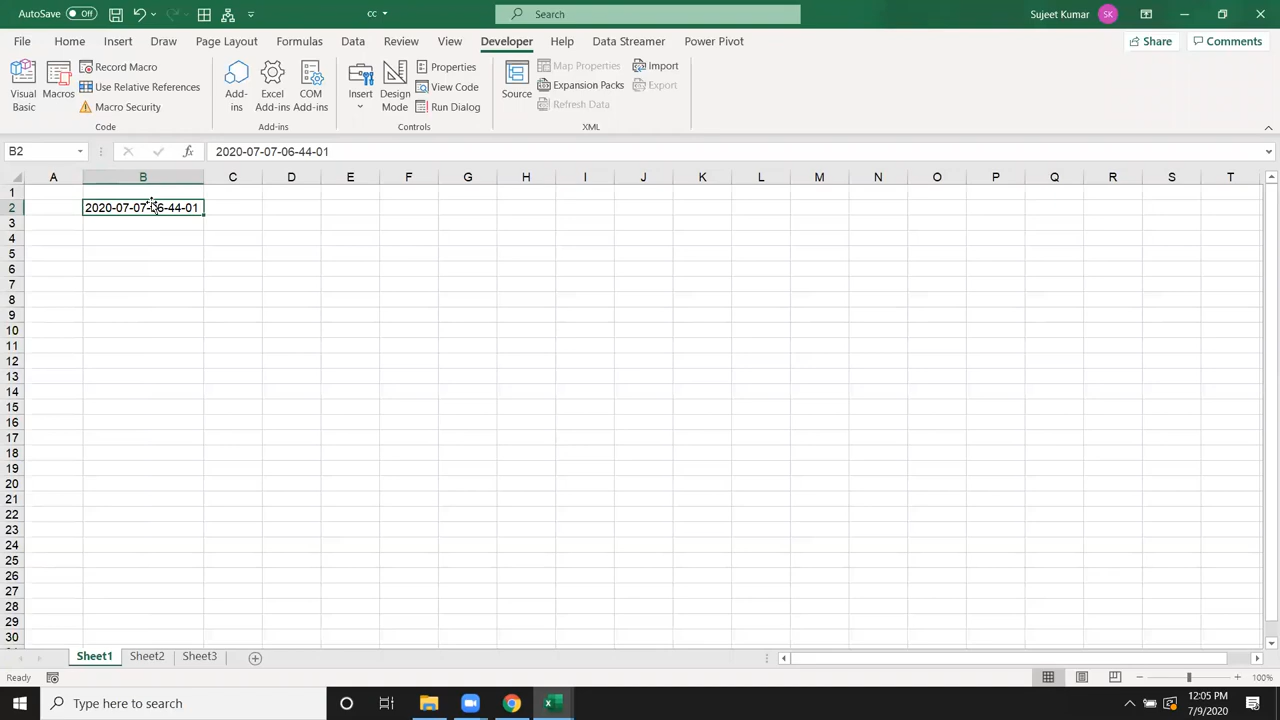 AutoSave Off cc Search Sujeet Kumar SK
File Home Insert Draw Page Layout Formulas Data Review View Developer Help Data Streamer Power Pivot Share Comments
Visual Basic
Macros
Record Macro
Use Relative References
Macro Security
Code
Add-ins
Excel Add-ins
COM Add-ins
Add-ins
Insert
Design Mode
Properties
View Code
Run Dialog
Controls
Source
Map Properties
Expansion Packs
Refresh Data
Import
Export
XML
B2 fx 2020-07-07-06-44-01
A B C D E F G H I J K L M N O P Q R S T
1
2 2020-07-07-06-44-01
3
4
5
6
7
8
9
10
11
12
13
14
15
16
17
18
19
20
21
22
23
24
25
26
27
28
29
30
Sheet1 Sheet2 Sheet3
Ready 100%
Type here to search 12:05 PM
7/9/2020